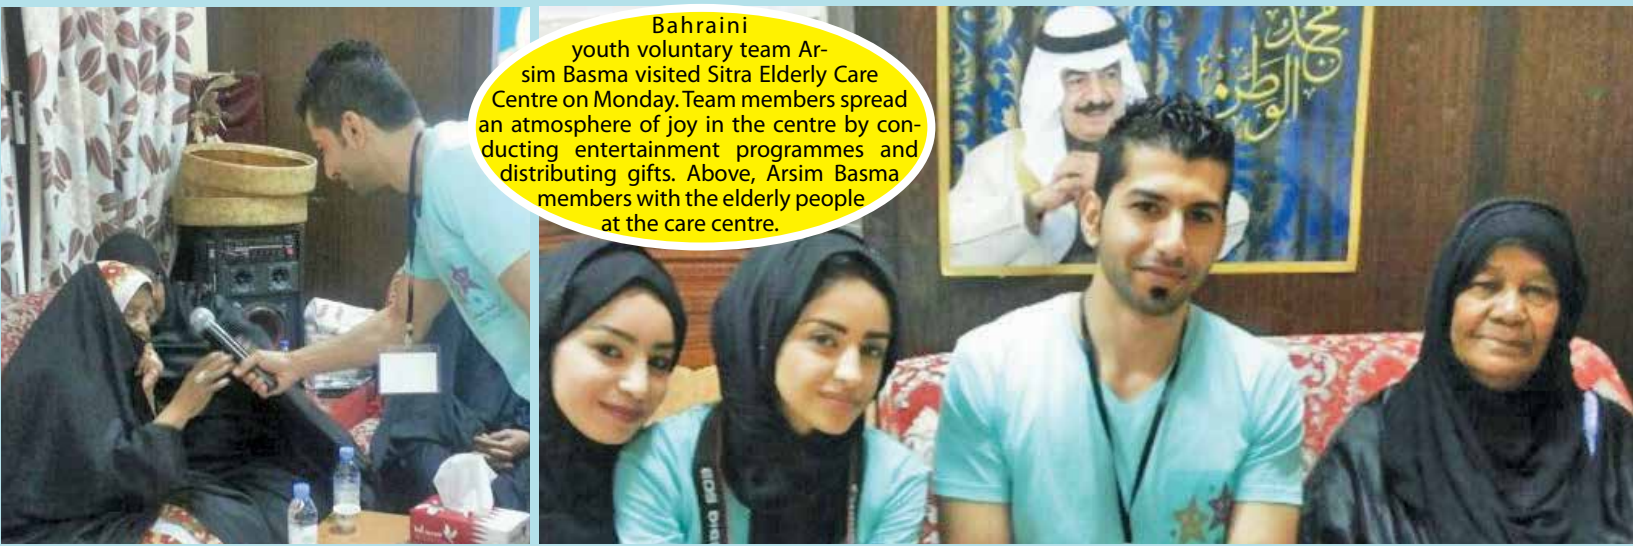 Bahraini
youth voluntary team Ar-
sim Basma visited Sitra Elderly Care
Centre on Monday. Team members spread
an atmosphere of joy in the centre by con-
ducting entertainment programmes and
distributing gifts. Above, Arsim Basma
members with the elderly people
at the care centre.
مجد
الوطن
EOS DIGI